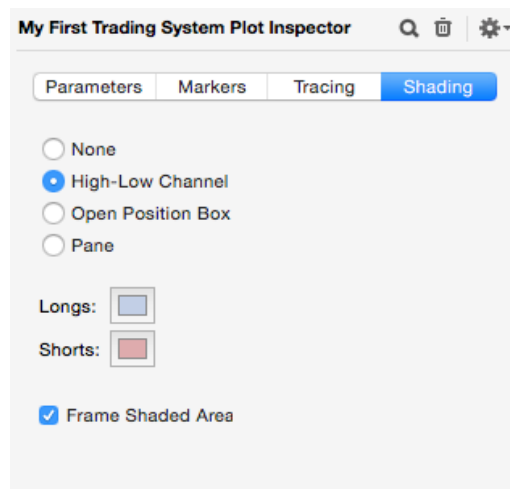 My First Trading System Plot Inspector
Parameters Markers Tracing Shading
None
High-Low Channel
Open Position Box
Pane
Longs:
Shorts:
Frame Shaded Area